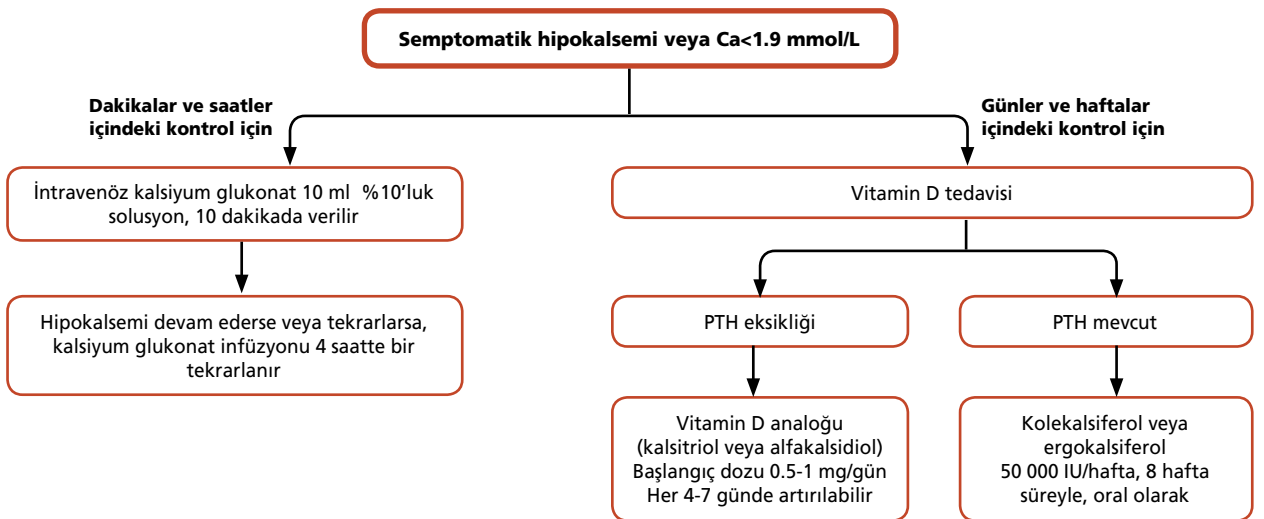 Semptomatik hipokalsemi veya Ca<1.9 mmol/L
Dakikalar ve saatler
içindeki kontrol için
Günler ve haftalar
içindeki kontrol için
İntravenöz kalsiyum glukonat 10 ml %10’luk
solusyon, 10 dakikada verilir
Vitamin D tedavisi
Hipokalsemi devam ederse veya tekrarlarsa,
kalsiyum glukonat infüzyonu 4 saatte bir
tekrarlanır
PTH eksikliği
PTH mevcut
Vitamin D analoğu
(kalsitriol veya alfakalsidiol)
Başlangıç dozu 0.5-1 mg/gün
Her 4-7 günde artırılabilir
Kolekalsiferol veya
ergokalsiferol
50 000 IU/hafta, 8 hafta
süreyle, oral olarak